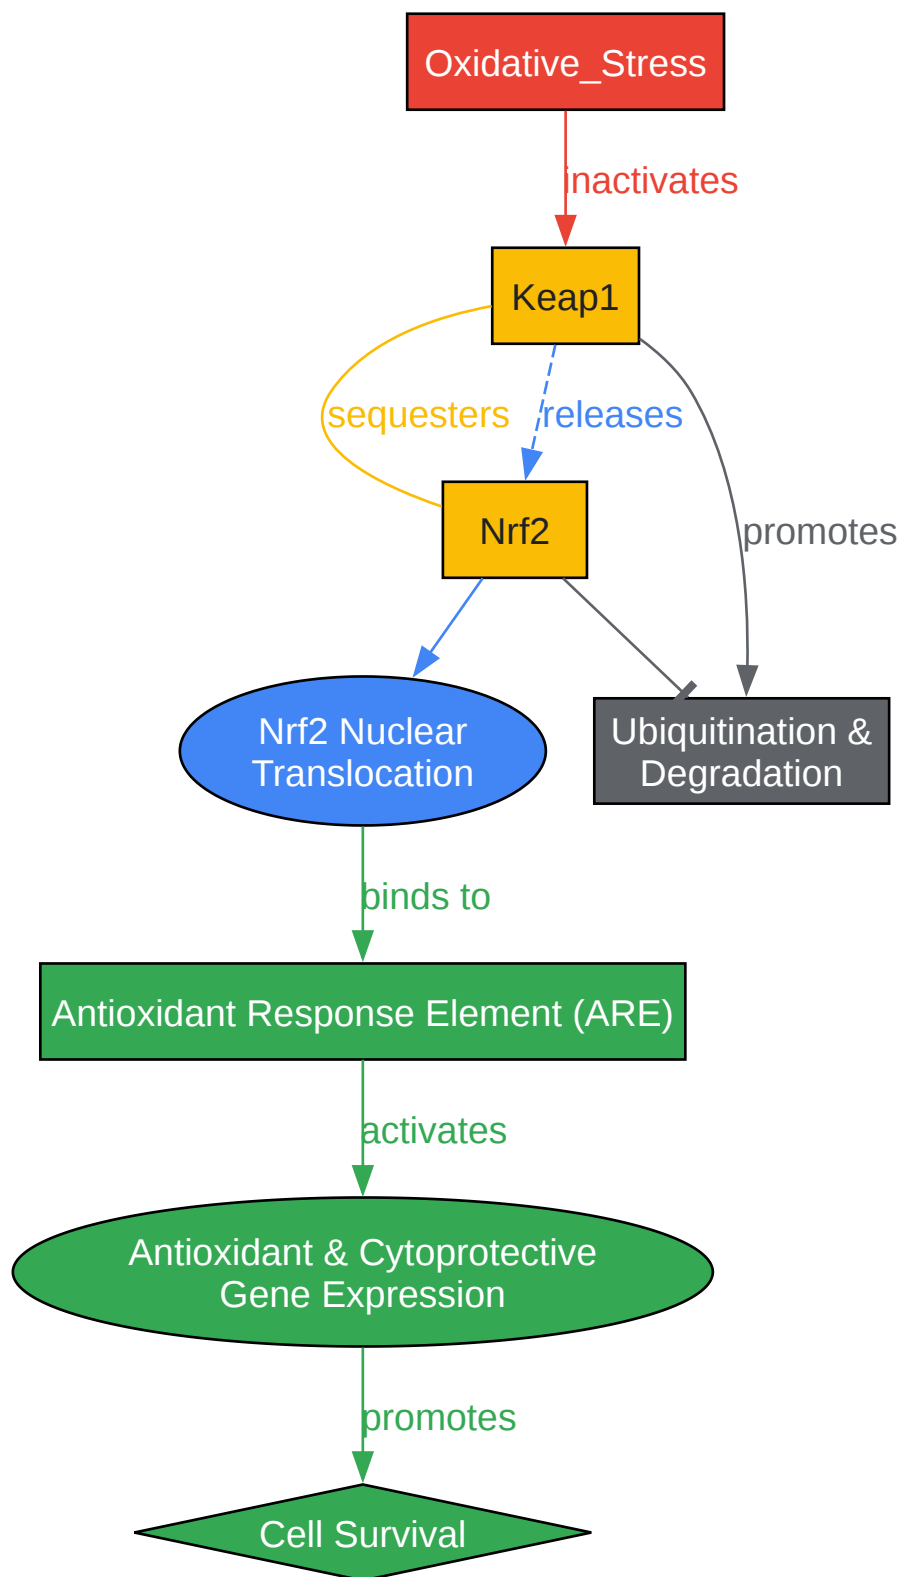 Oxidative_Stress
inactivates
Keap1
sequesters
releases
Nrf2
promotes
Nrf2 Nuclear
Translocation
Ubiquitination &
Degradation
binds to
Antioxidant Response Element (ARE)
activates
Antioxidant & Cytoprotective
Gene Expression
promotes
Cell Survival